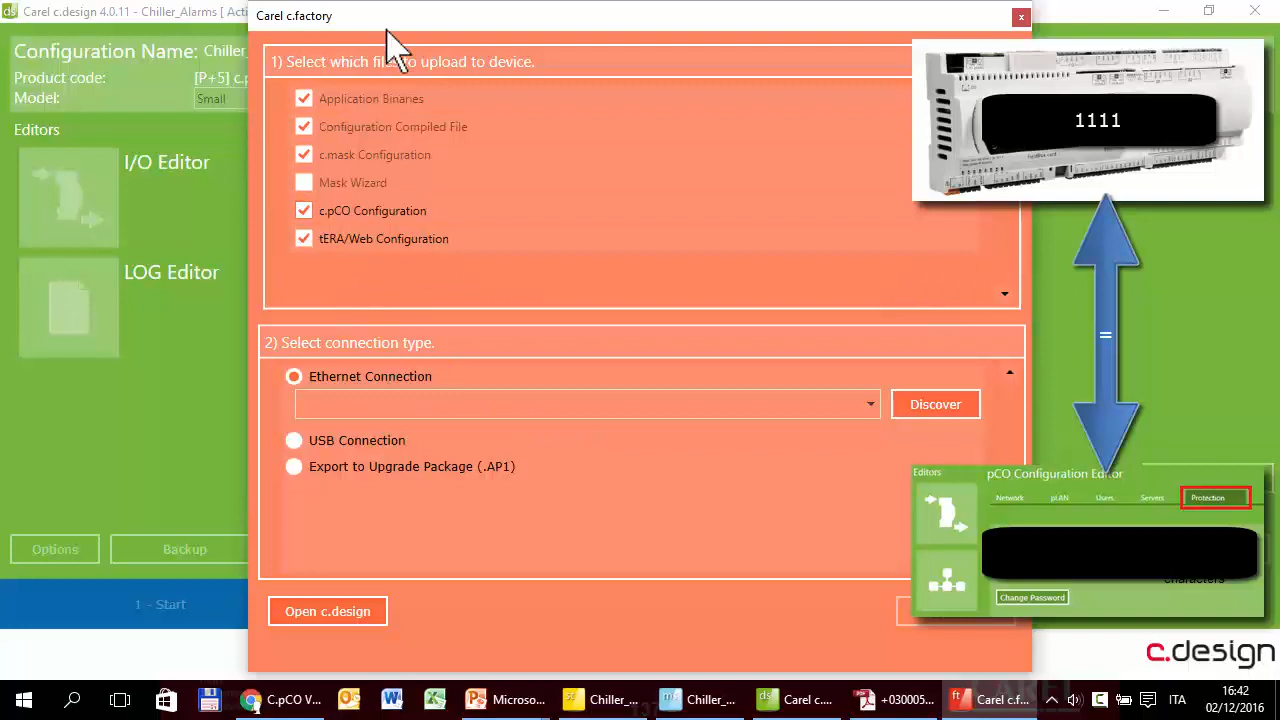 Carel c.design 4.0.11 - Chiller_Alarms [Acti
Configuration Name: Chiller_
Product code: [P+5] c.p
Model: Small
Editors
I/O Editor
LOG Editor
Options
Backup
1 - Start
Carel c.factory
x
1) Select which fil to upload to device.
Application Binaries
Configuration Compiled File
c.mask Configuration
Mask Wizard
c.pCO Configuration
tERA/Web Configuration
2) Select connection type.
Ethernet Connection
Discover
USB Connection
Export to Upgrade Package (.AP1)
Open c.design
1111
=
Editors
pCO Configuration Editor
Network pLAN Users Servers Protection
characters
Change Password
c.design
C.pCO V...
Microso...
Chiller_...
Chiller_...
Carel c....
+030005...
Carel c.f...
ITA
16:42
02/12/2016